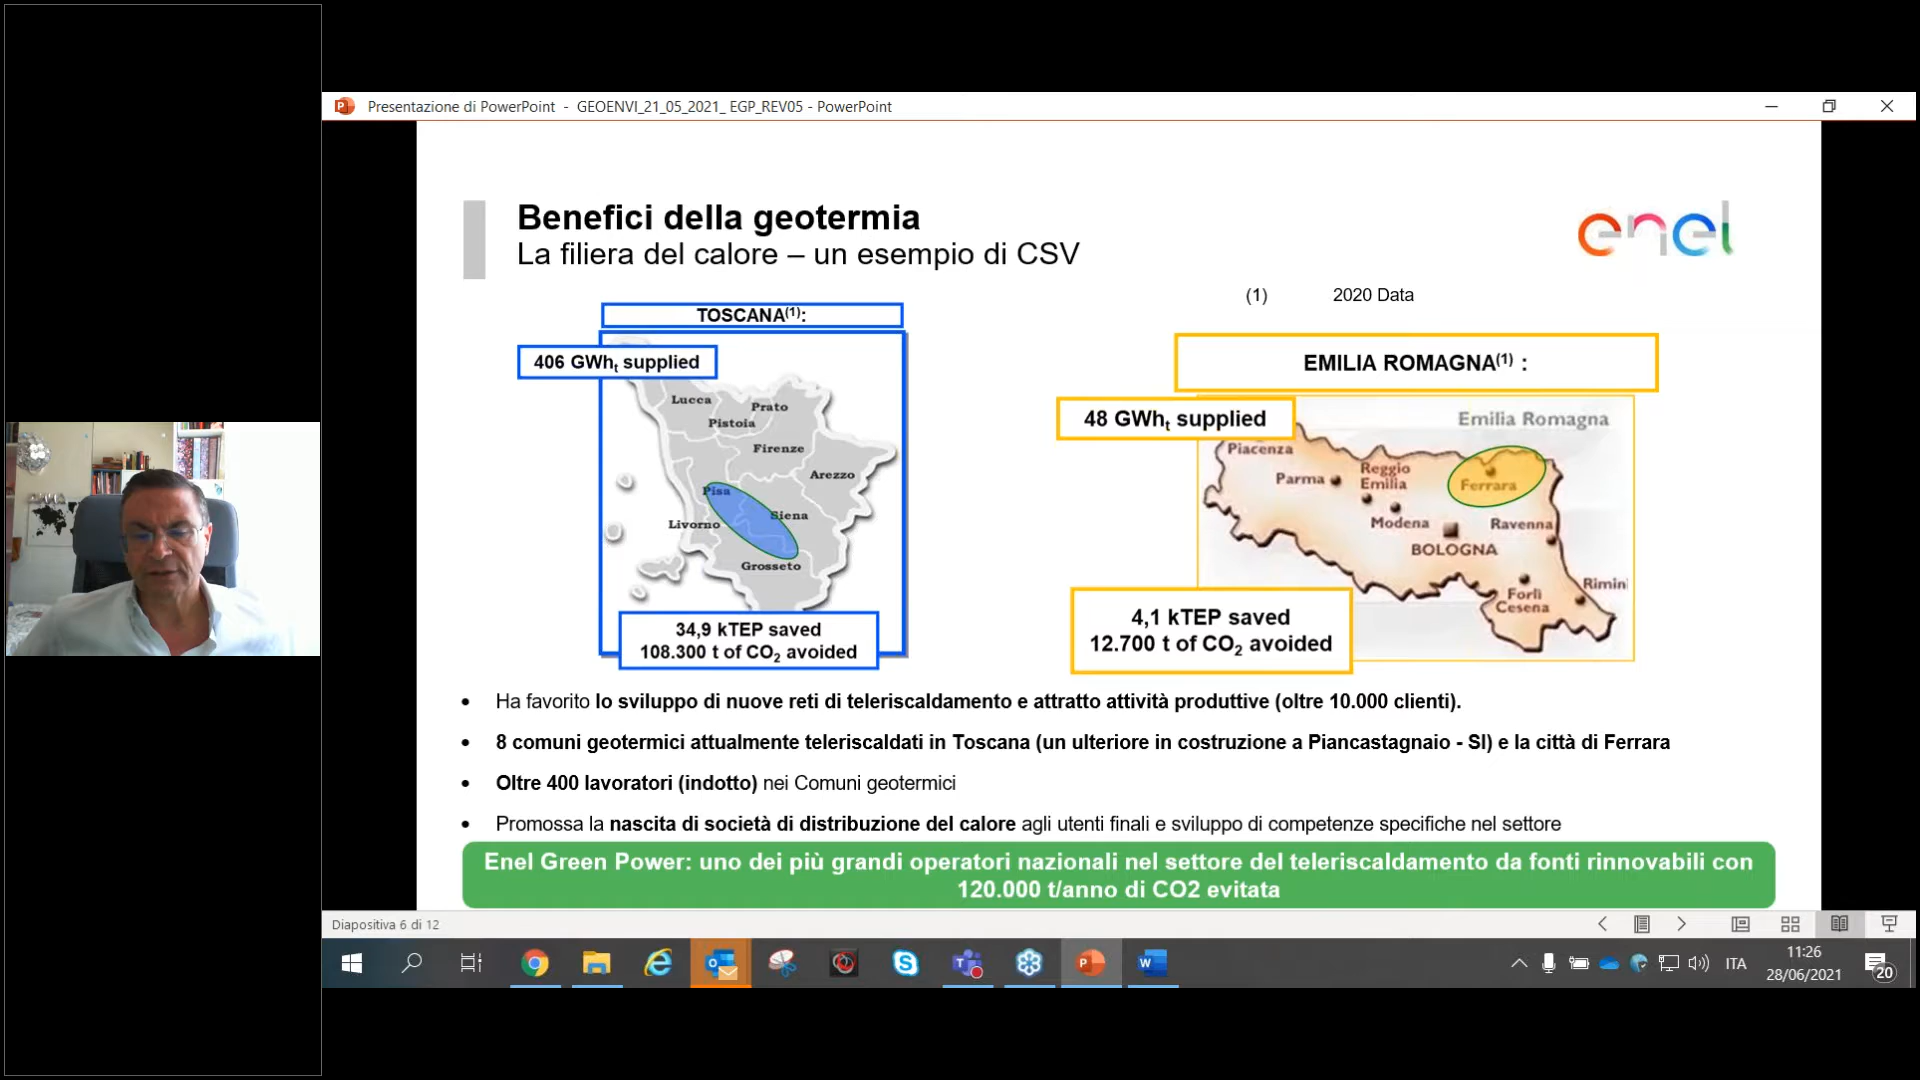 Presentazione di PowerPoint - GEOENVI_21_05_2021_ EGP_REV05 - PowerPoint
Benefici della geotermia
La filiera del calore – un esempio di CSV
enel
(1) 2020 Data
TOSCANA(1):
406 GWht supplied
Lucca
Prato
Pistoia
Firenze
Arezzo
Pisa
Siena
Livorno
Grosseto
34,9 kTEP saved
108.300 t of CO2 avoided
EMILIA ROMAGNA(1) :
48 GWht supplied
Emilia Romagna
Piacenza
Parma
Reggio
Emilia
Ferrara
Modena
Ravenna
BOLOGNA
Rimini
Forlì
Cesena
4,1 kTEP saved
12.700 t of CO2 avoided
• Ha favorito lo sviluppo di nuove reti di teleriscaldamento e attratto attività produttive (oltre 10.000 clienti).
• 8 comuni geotermici attualmente teleriscaldati in Toscana (un ulteriore in costruzione a Piancastagnaio - SI) e la città di Ferrara
• Oltre 400 lavoratori (indotto) nei Comuni geotermici
• Promossa la nascita di società di distribuzione del calore agli utenti finali e sviluppo di competenze specifiche nel settore
Enel Green Power: uno dei più grandi operatori nazionali nel settore del teleriscaldamento da fonti rinnovabili con
120.000 t/anno di CO2 evitata
Diapositiva 6 di 12
ITA
11:26
28/06/2021
20